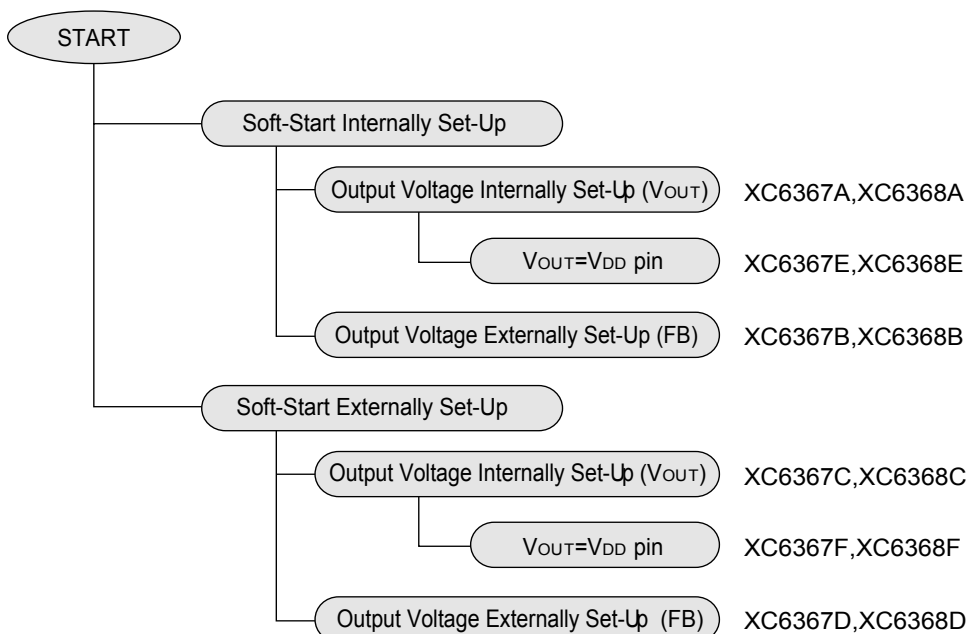 START
Soft-Start Internally Set-Up
Output Voltage Internally Set-Up (VOUT) XC6367A,XC6368A
VOUT=VDD pin XC6367E,XC6368E
Output Voltage Externally Set-Up (FB) XC6367B,XC6368B
Soft-Start Externally Set-Up
Output Voltage Internally Set-Up (VOUT) XC6367C,XC6368C
VOUT=VDD pin XC6367F,XC6368F
Output Voltage Externally Set-Up (FB) XC6367D,XC6368D